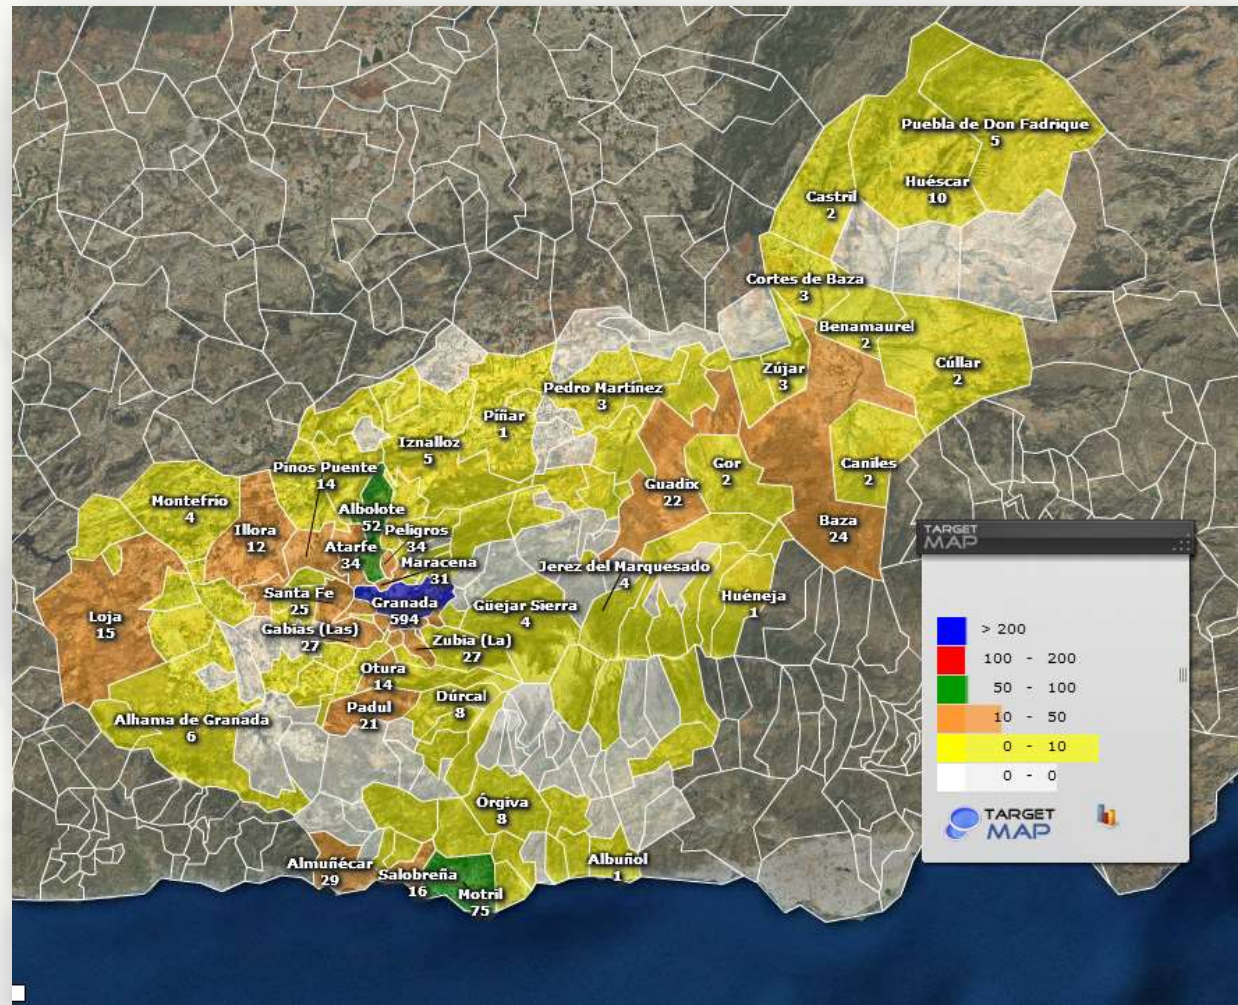 Puebla de Don Fadrique
5
Huéscar
10
Castril
2
Cortes de Baza
3
Benamaurel
2
Cúllar
2
Zújar
3
Pedro Martínez
3
Píñar
1
Iznalloz
5
Pinos Puente
14
Gor
2
Caniles
2
Guadix
22
Montefrío
4
Illora
12
Albolote
52
Peligros
34
Baza
24
Atarfe
34
Maracena
31
Jerez del Marquesado
4
Santa Fe
25
Granada
594
Güejar Sierra
4
Huéneja
1
Loja
15
Gabias (Las)
27
Zubia (La)
27
Otura
14
Dúrcal
8
Padul
21
Alhama de Granada
6
Órgiva
8
Almuñécar
29
Salobreña
16
Motril
75
Albuñol
1
TARGET
MAP
> 200
100 - 200
50 - 100
10 - 50
0 - 10
0 - 0
TARGET
MAP